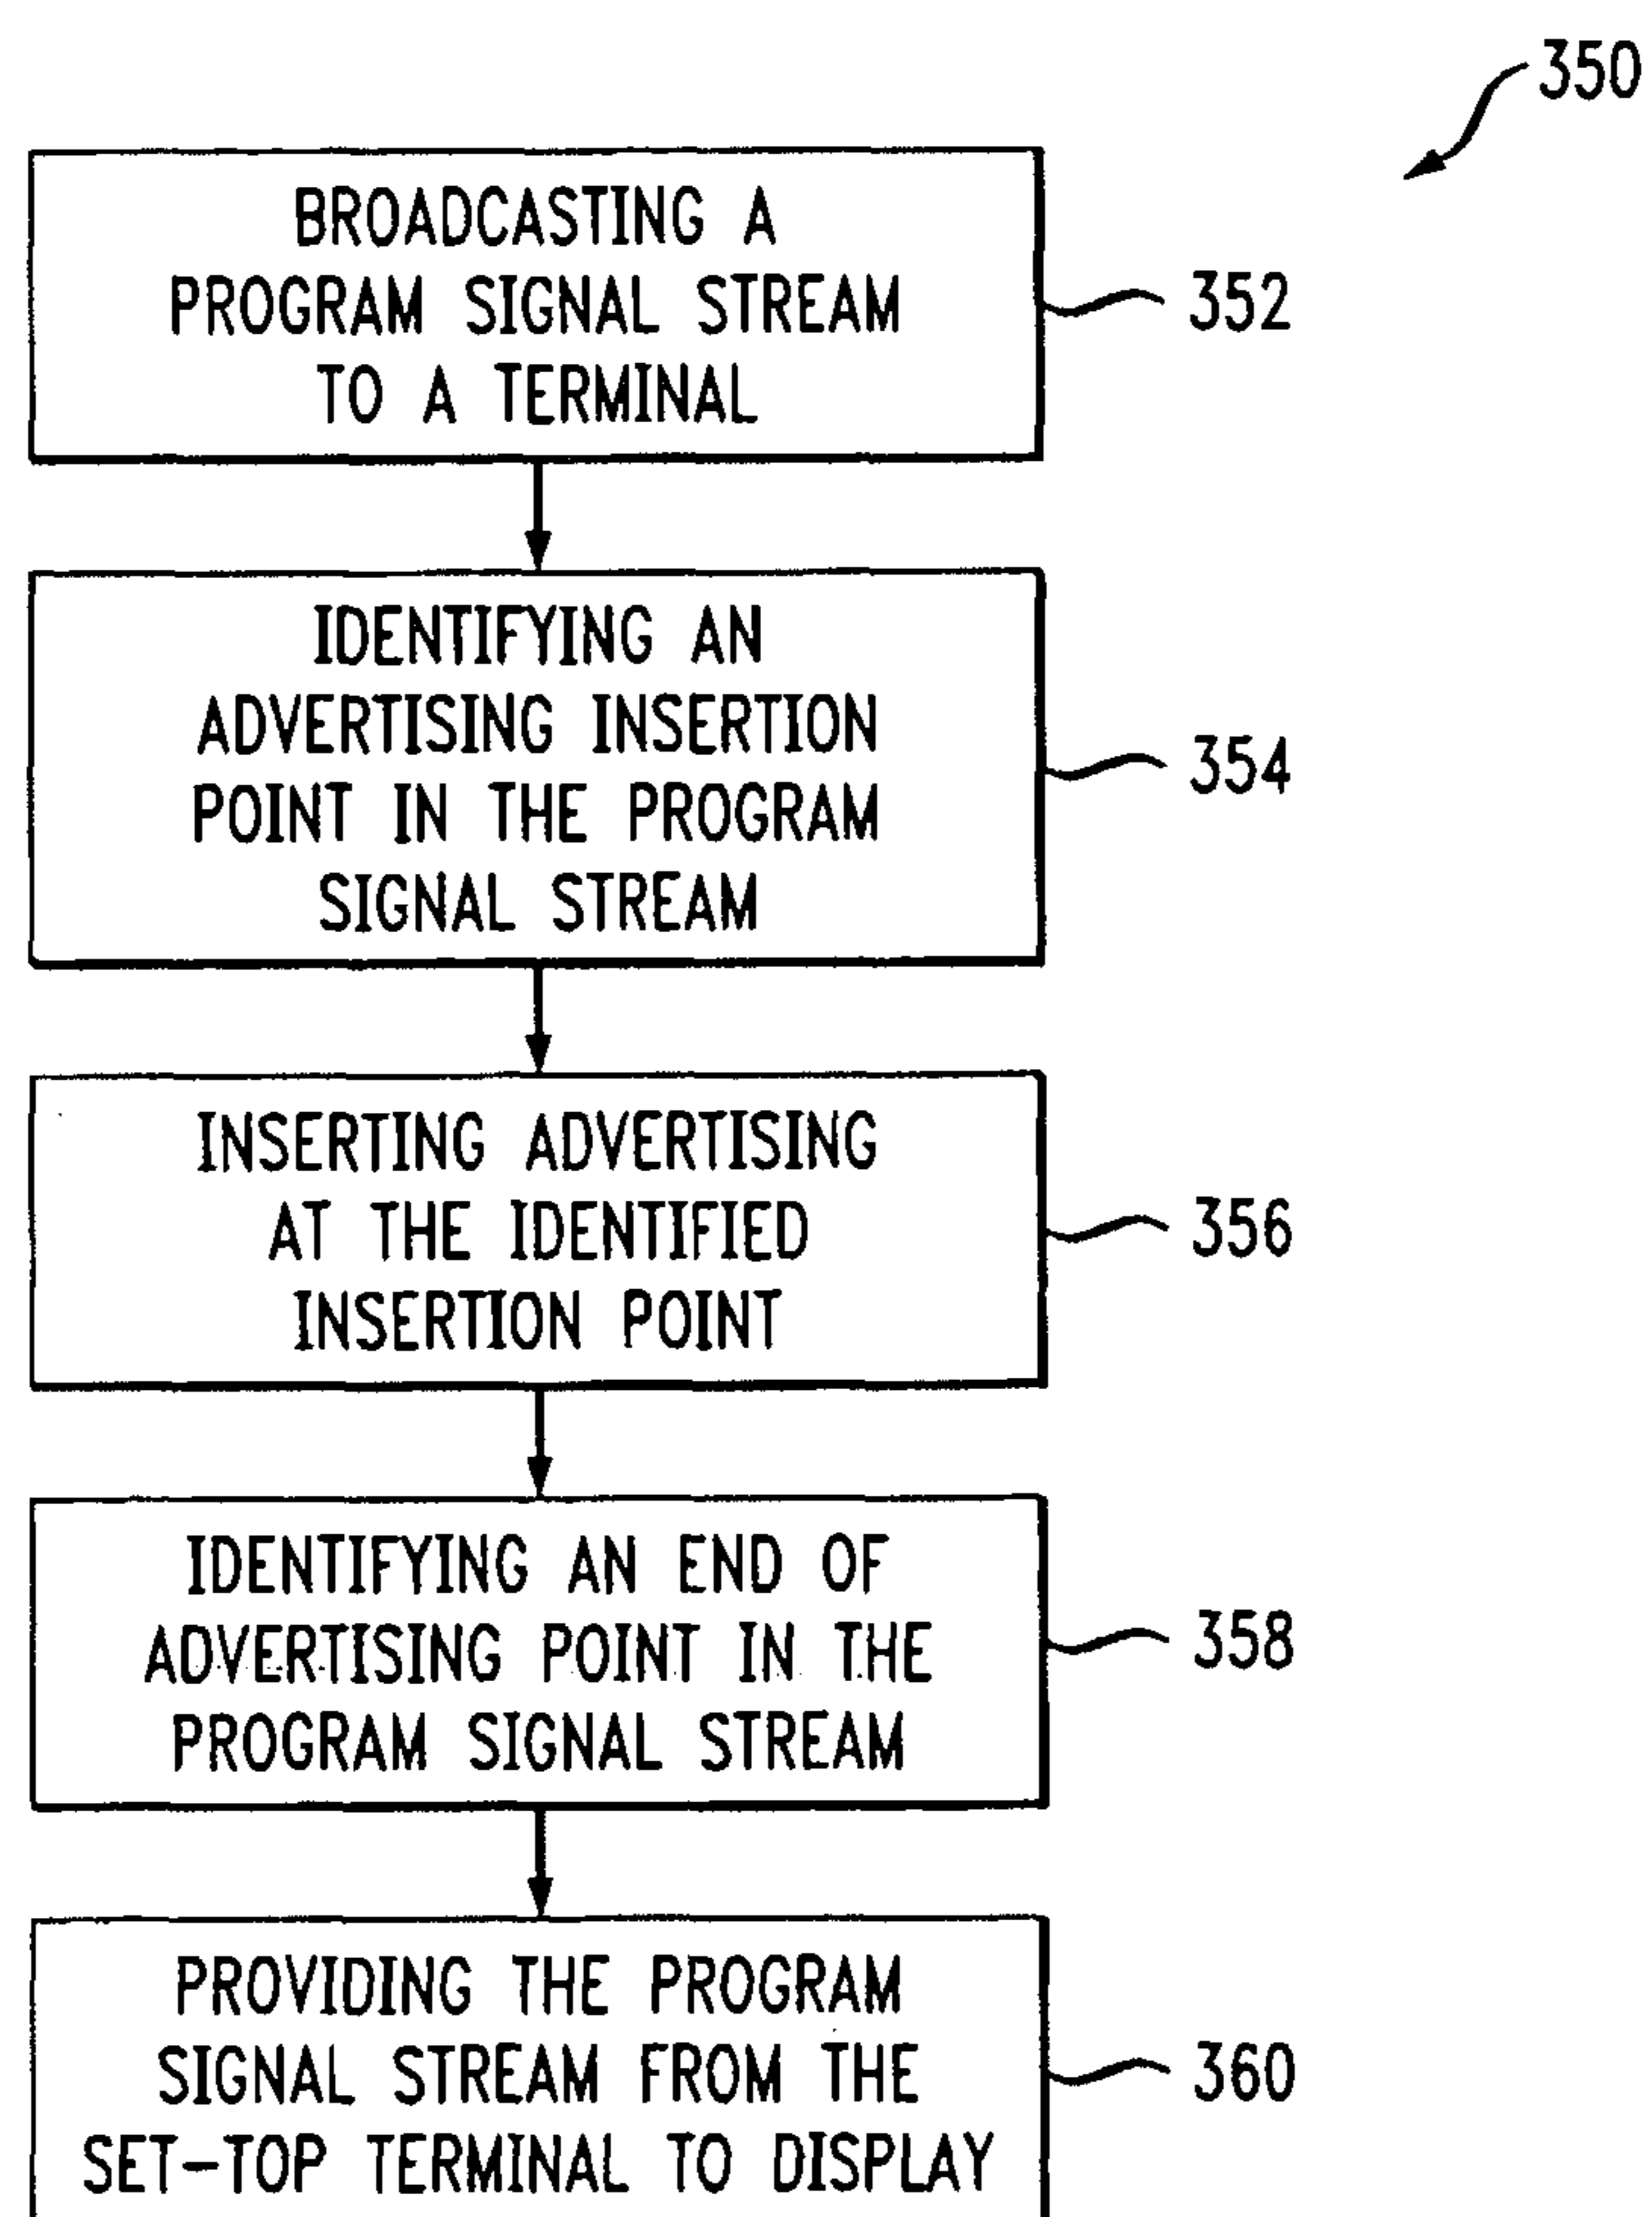 350
BROADCASTING A
PROGRAM SIGNAL STREAM
TO A TERMINAL
352
IDENTIFYING AN
ADVERTISING INSERTION
POINT IN THE PROGRAM
SIGNAL STREAM
354
INSERTING ADVERTISING
AT THE IDENTIFIED
INSERTION POINT
356
IDENTIFYING AN END OF
ADVERTISING POINT IN THE
PROGRAM SIGNAL STREAM
358
PROVIDING THE PROGRAM
SIGNAL STREAM FROM THE
SET-TOP TERMINAL TO DISPLAY
360